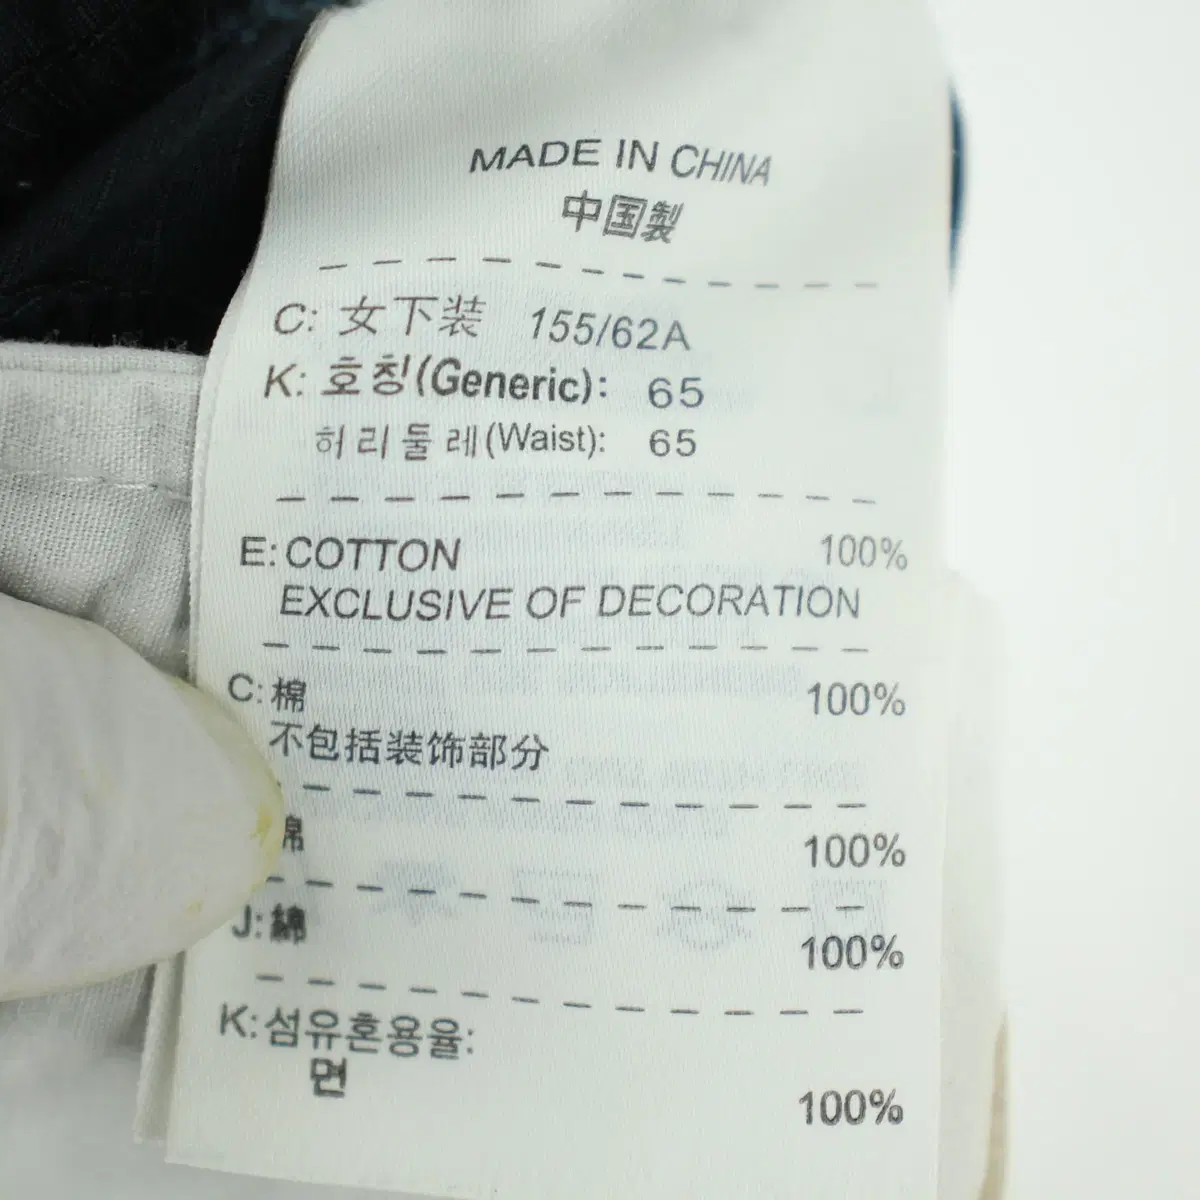 MADE IN CHINA
中国製
C: 女下装 155/62A
K: 호칭(Generic): 65
허리둘레(Waist): 65
E: COTTON 100%
EXCLUSIVE OF DECORATION
C: 棉 100%
不包括装饰部分
100%
J: 綿 100%
K: 섬유혼용율:
면
100%